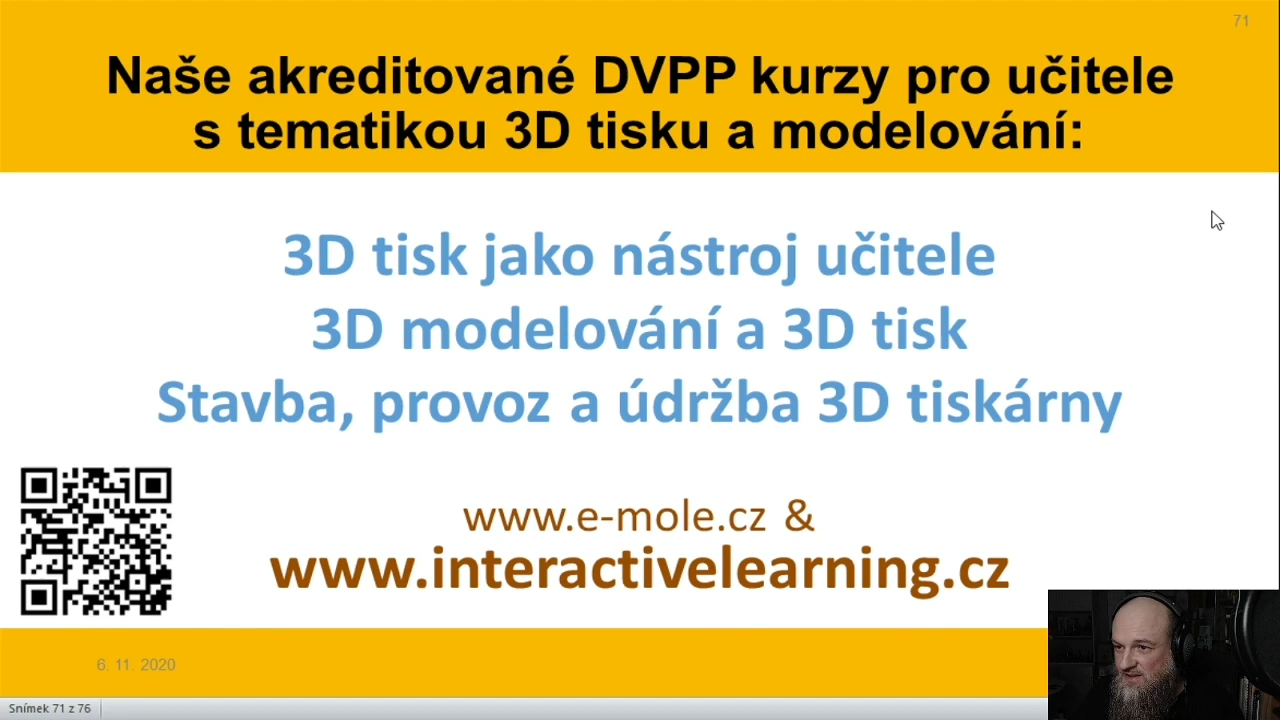 71
Naše akreditované DVPP kurzy pro učitele
s tematikou 3D tisku a modelování:
3D tisk jako nástroj učitele
3D modelování a 3D tisk
Stavba, provoz a údržba 3D tiskárny
www.e-mole.cz &
www.interactivelearning.cz
6. 11. 2020
Snímek 71 z 76